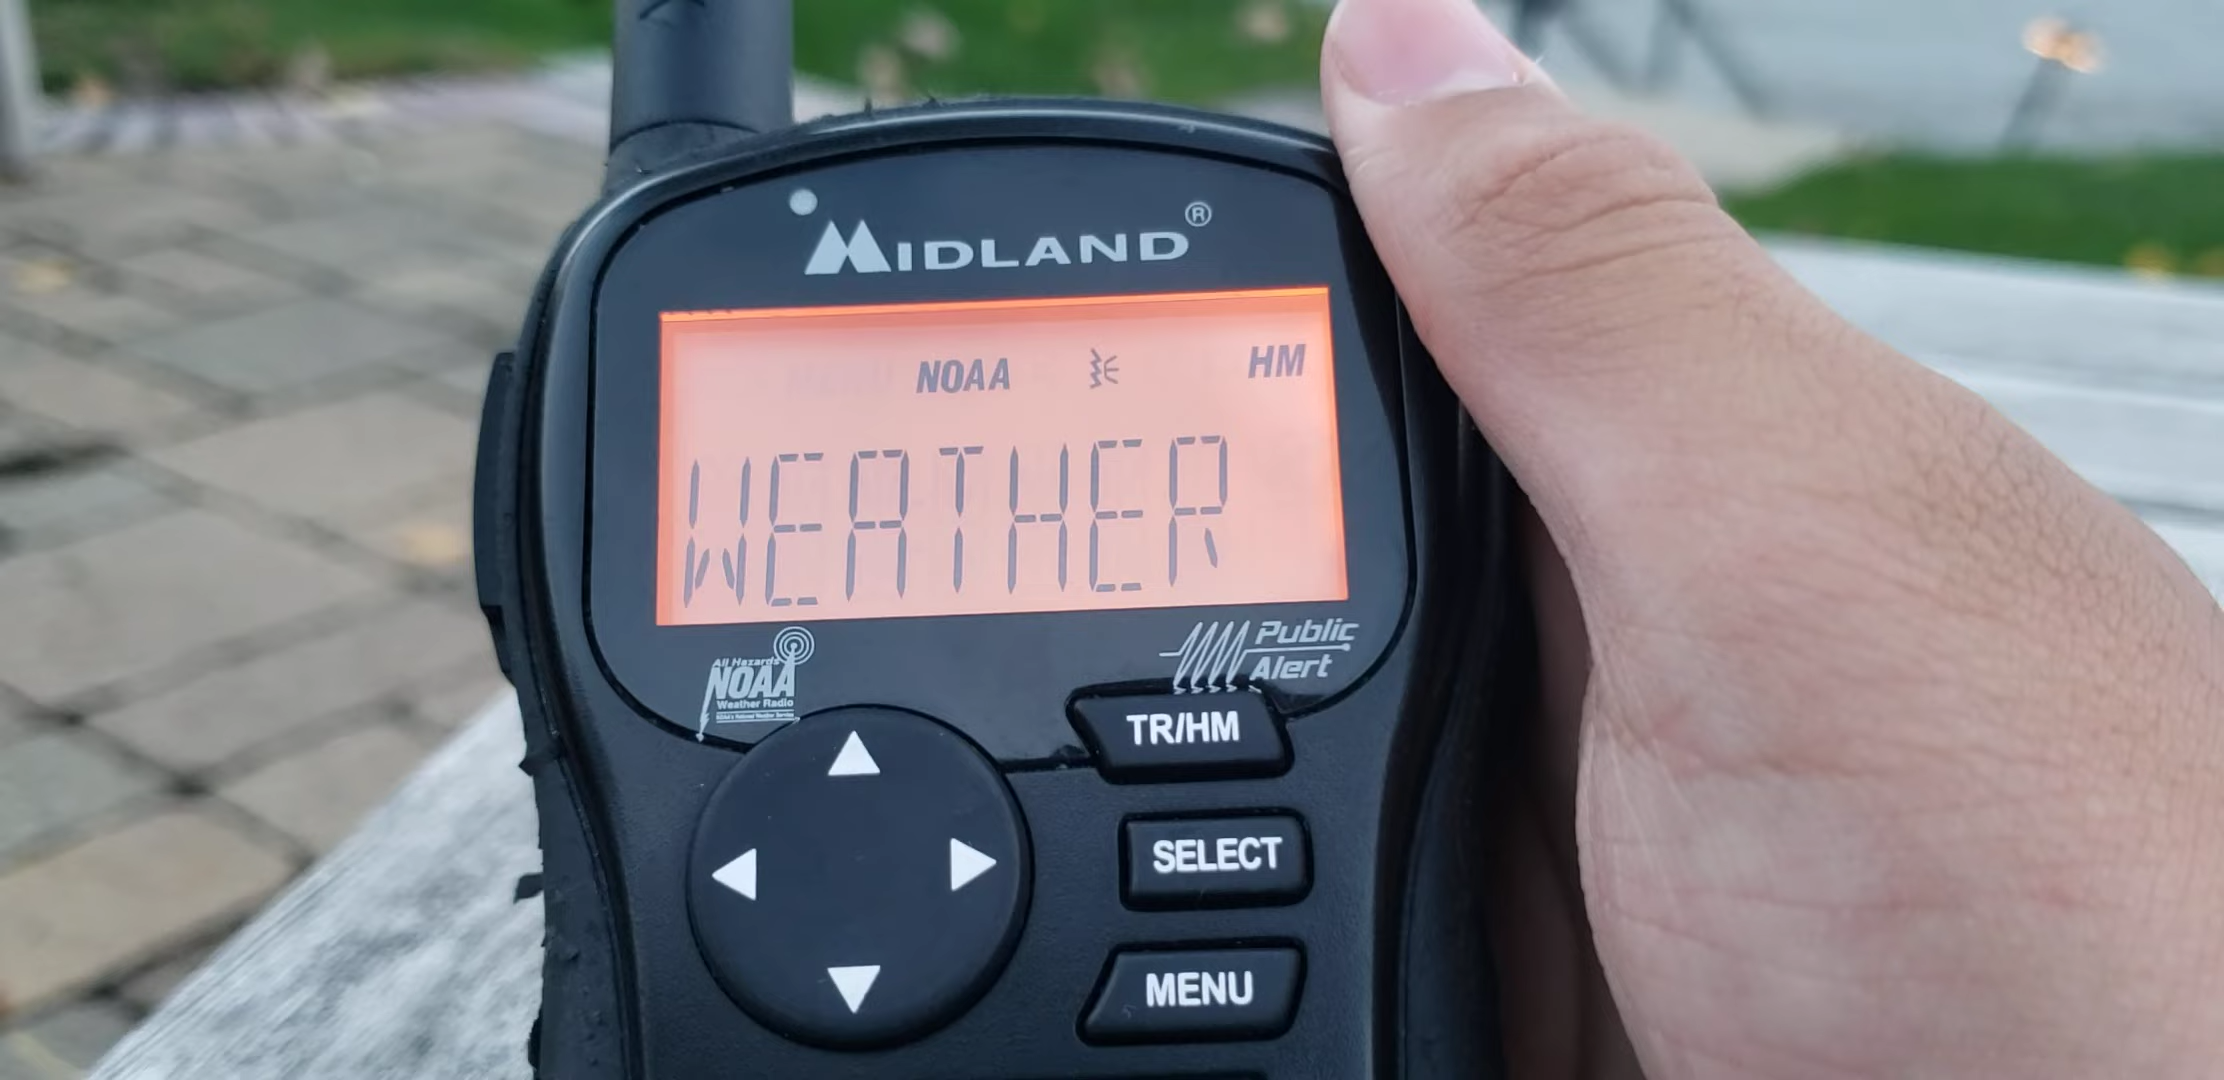 MIDLAND®
NOAA HM
WEATHER
All Hazards
NOAA
Weather Radio
Public
Alert
TR/HM
SELECT
MENU